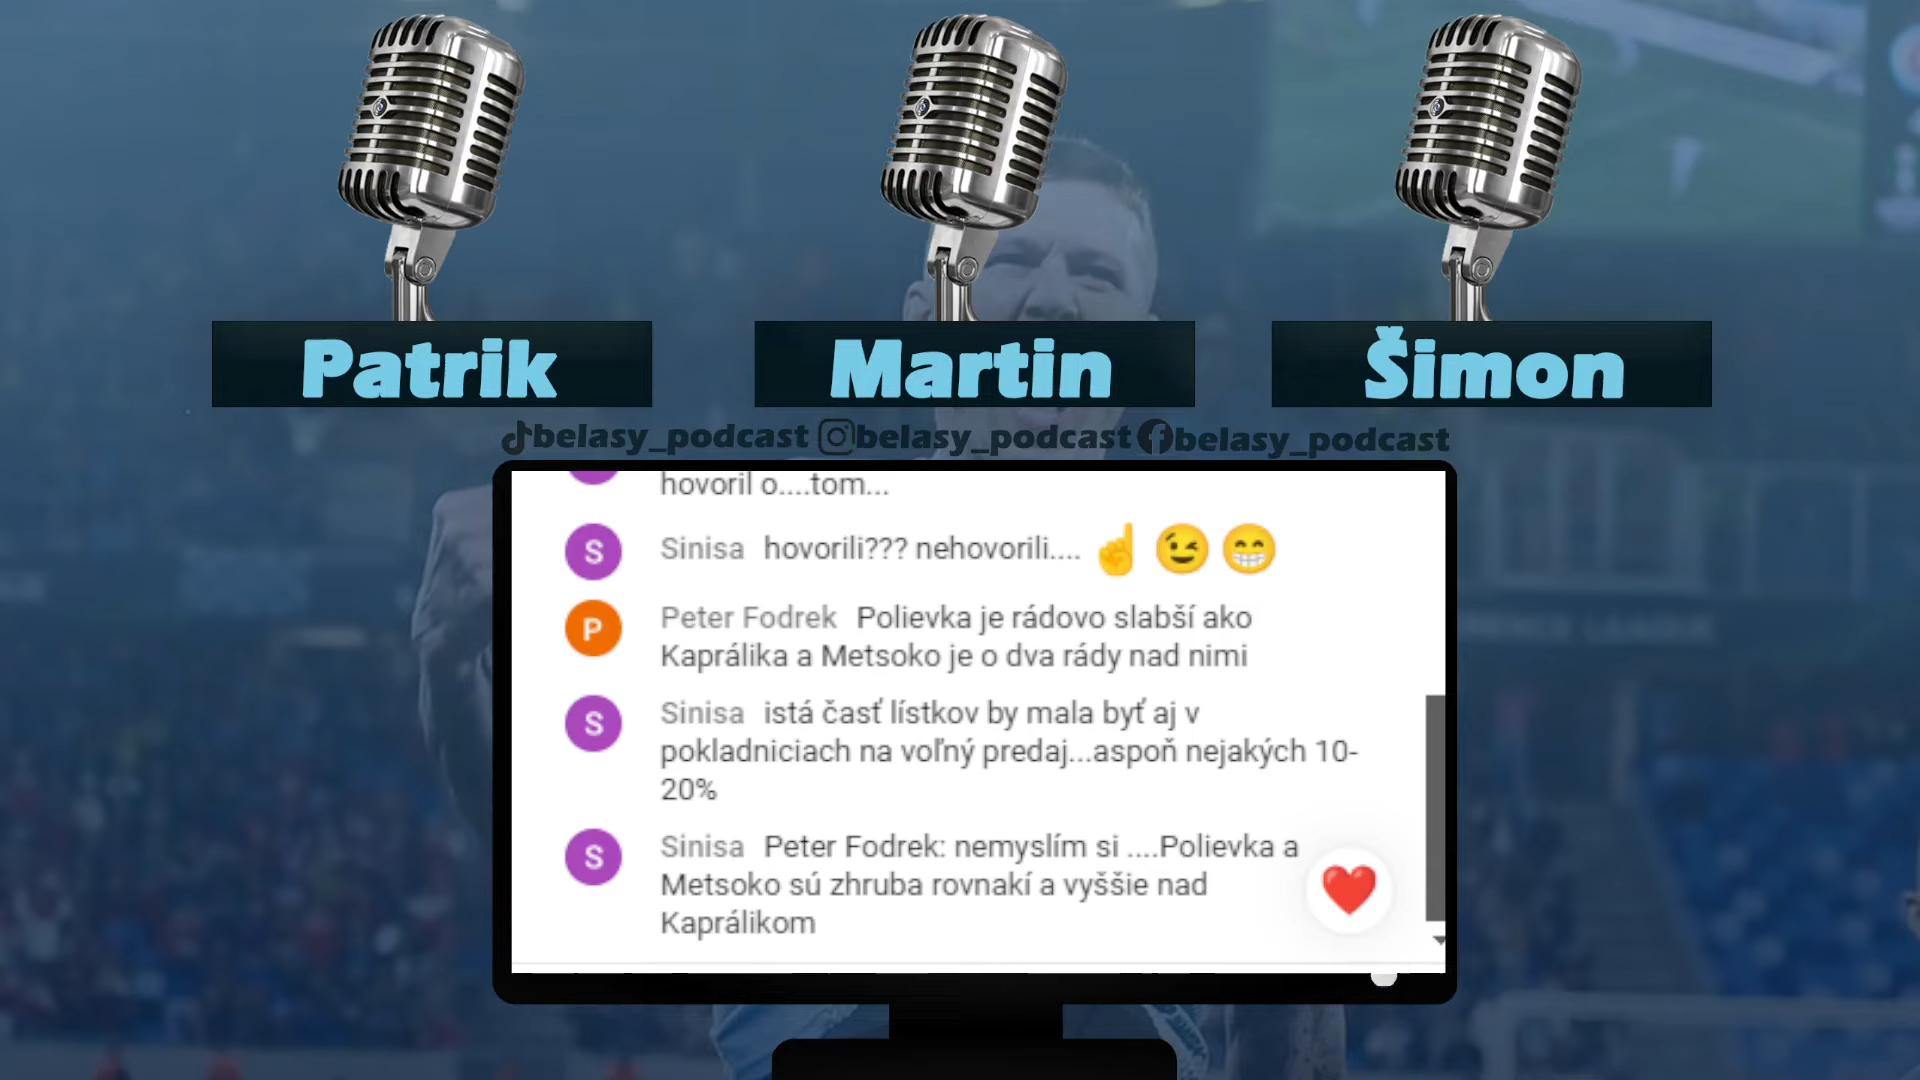 Patrik
Martin
Šimon
belasy_podcast belasy_podcast belasy_podcast
hovoril o....tom...
S
Sinisa hovorili??? nehovorili.... ☝😉😁
P
Peter Fodrek Polievka je rádovo slabší ako
Kaprálika a Metsoko je o dva rády nad nimi
S
Sinisa istá časť lístkov by mala byť aj v
pokladniciach na voľný predaj...aspoň nejakých 10-
20%
S
Sinisa Peter Fodrek: nemyslím si ....Polievka a
Metsoko sú zhruba rovnakí a vyššie nad
Kaprálikom